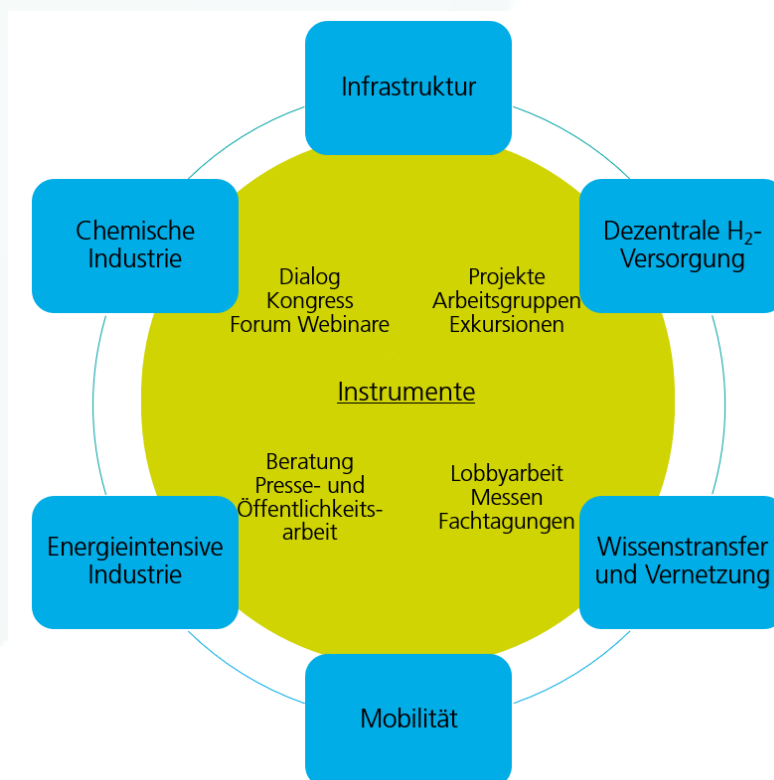 Infrastruktur
Chemische
Industrie
Dezentrale H₂-
Versorgung
Dialog
Kongress
Forum Webinare
Projekte
Arbeitsgruppen
Exkursionen
Instrumente
Beratung
Presse- und
Öffentlichkeits-
arbeit
Lobbyarbeit
Messen
Fachtagungen
Energieintensive
Industrie
Wissenstransfer
und Vernetzung
Mobilität